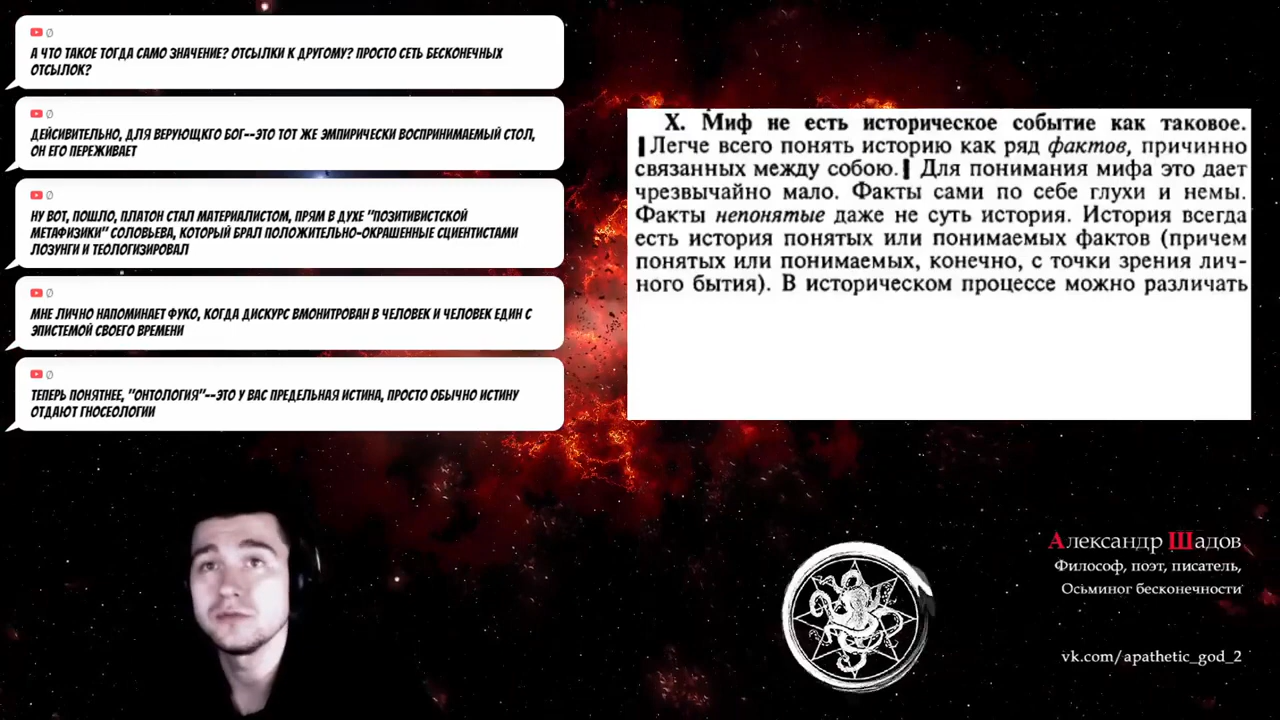 Ø
А ЧТО ТАКОЕ ТОГДА САМО ЗНАЧЕНИЕ? ОТСЫЛКИ К ДРУГОМУ? ПРОСТО СЕТЬ БЕСКОНЕЧНЫХ
ОТСЫЛОК?
Ø
ДЕЙСИВИТЕЛЬНО, ДЛЯ ВЕРУЮЩКГО БОГ--ЭТО ТОТ ЖЕ ЭМПИРИЧЕСКИ ВОСПРИНИМАЕМЫЙ СТОЛ,
ОН ЕГО ПЕРЕЖИВАЕТ
Ø
НУ ВОТ, ПОШЛО, ПЛАТОН СТАЛ МАТЕРИАЛИСТОМ, ПРЯМ В ДУХЕ "ПОЗИТИВИСТСКОЙ
МЕТАФИЗИКИ" СОЛОВЬЕВА, КОТОРЫЙ БРАЛ ПОЛОЖИТЕЛЬНО-ОКРАШЕННЫЕ СЦИЕНТИСТАМИ
ЛОЗУНГИ И ТЕОЛОГИЗИРОВАЛ
Ø
МНЕ ЛИЧНО НАПОМИНАЕТ ФУКО, КОГДА ДИСКУРС ВМОНИТРОВАН В ЧЕЛОВЕК И ЧЕЛОВЕК ЕДИН С
ЭПИСТЕМОЙ СВОЕГО ВРЕМЕНИ
Ø
ТЕПЕРЬ ПОНЯТНЕЕ, "ОНТОЛОГИЯ"--ЭТО У ВАС ПРЕДЕЛЬНАЯ ИСТИНА, ПРОСТО ОБЫЧНО ИСТИНУ
ОТДАЮТ ГНОСЕОЛОГИИ
X. Миф не есть историческое событие как таковое.
Легче всего понять историю как ряд фактов, причинно
связанных между собою. Для понимания мифа это дает
чрезвычайно мало. Факты сами по себе глухи и немы.
Факты непонятые даже не суть история. История всегда
есть история понятых или понимаемых фактов (причем
понятых или понимаемых, конечно, с точки зрения лич-
ного бытия). В историческом процессе можно различать
Александр Шадов
Философ, поэт, писатель,
Осьминог бесконечности
vk.com/apathetic_god_2